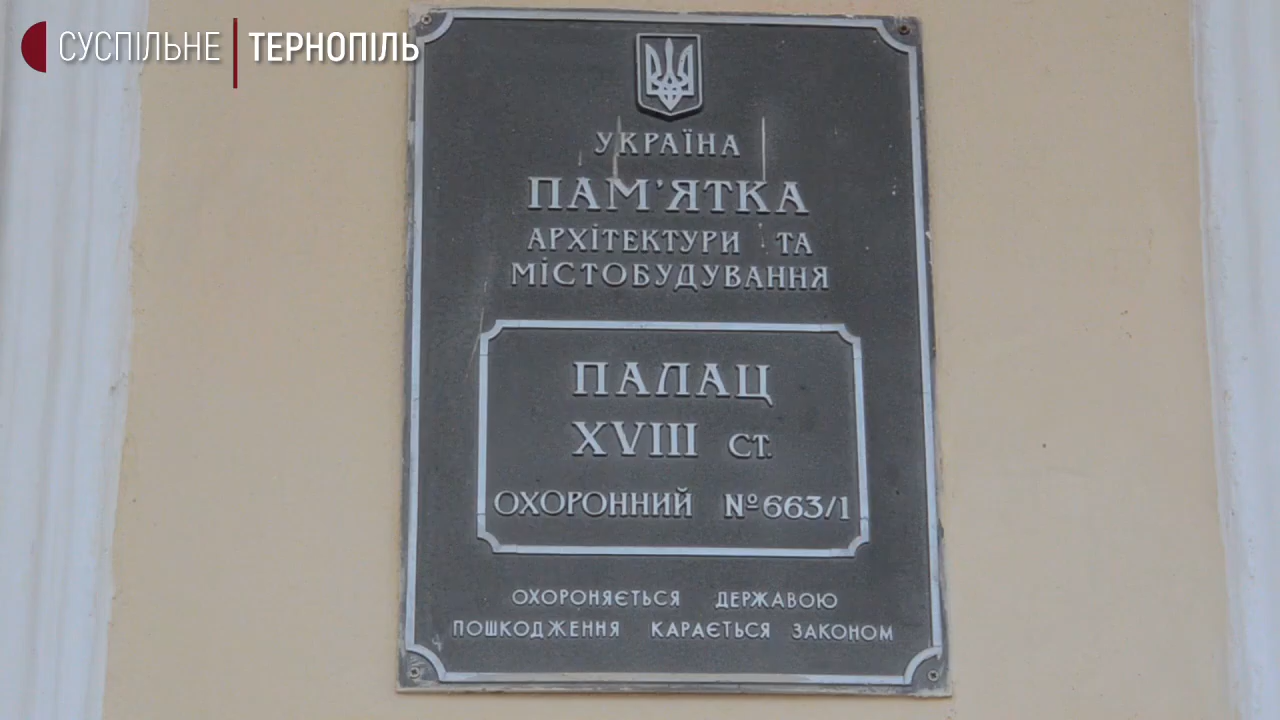 СУСПІЛЬНЕ ТЕРНОПІЛЬ
УКРАЇНА
ПАМ'ЯТКА
АРХІТЕКТУРИ ТА
МІСТОБУДУВАННЯ
ПАЛАЦ
XVIII СТ.
ОХОРОННИЙ №663/1
ОХОРОНЯЄТЬСЯ ДЕРЖАВОЮ
ПОШКОДЖЕННЯ КАРАЄТЬСЯ ЗАКОНОМ